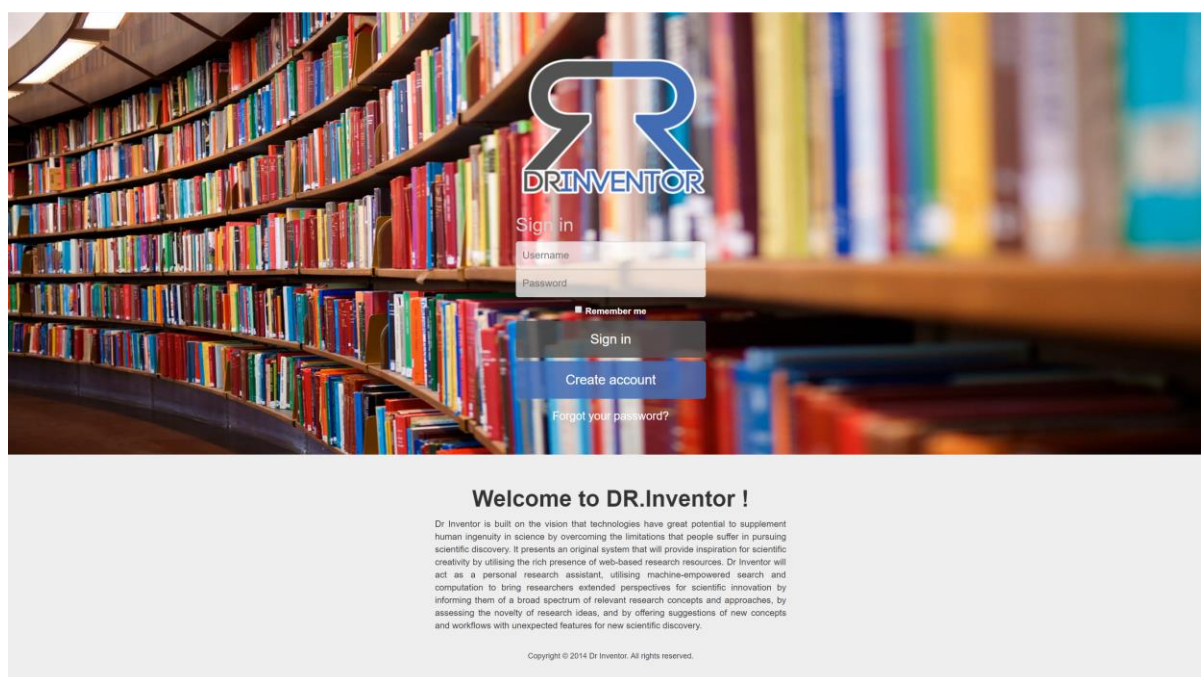 DRINVENTOR
Sign in
Username
Password
Remember me
Sign in
Create account
Forgot your password?
Welcome to DR.Inventor !
Dr Inventor is built on the vision that technologies have great potential to supplement
human ingenuity in science by overcoming the limitations that people suffer in pursuing
scientific discovery. It presents an original system that will provide inspiration for scientific
creativity by utilising the rich presence of web-based research resources. Dr Inventor will
act as a personal research assistant, utilising machine-empowered search and
computation to bring researchers extended perspectives for scientific innovation by
informing them of a broad spectrum of relevant research concepts and approaches, by
assessing the novelty of research ideas, and by offering suggestions of new concepts
and workflows with unexpected features for new scientific discovery.
Copyright © 2014 Dr Inventor. All rights reserved.